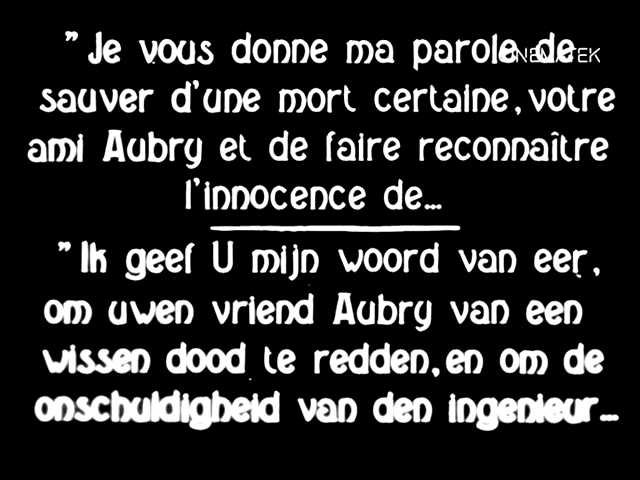 "Je vous donne ma parole de
CINEMATEK
sauver d'une mort certaine, votre
ami Aubry et de faire reconnaître
l'innocence de...
"Ik geef U mijn woord van eer,
om uwen vriend Aubry van een
wissen dood te redden, en om de
onschuldigheid van den ingenieur...